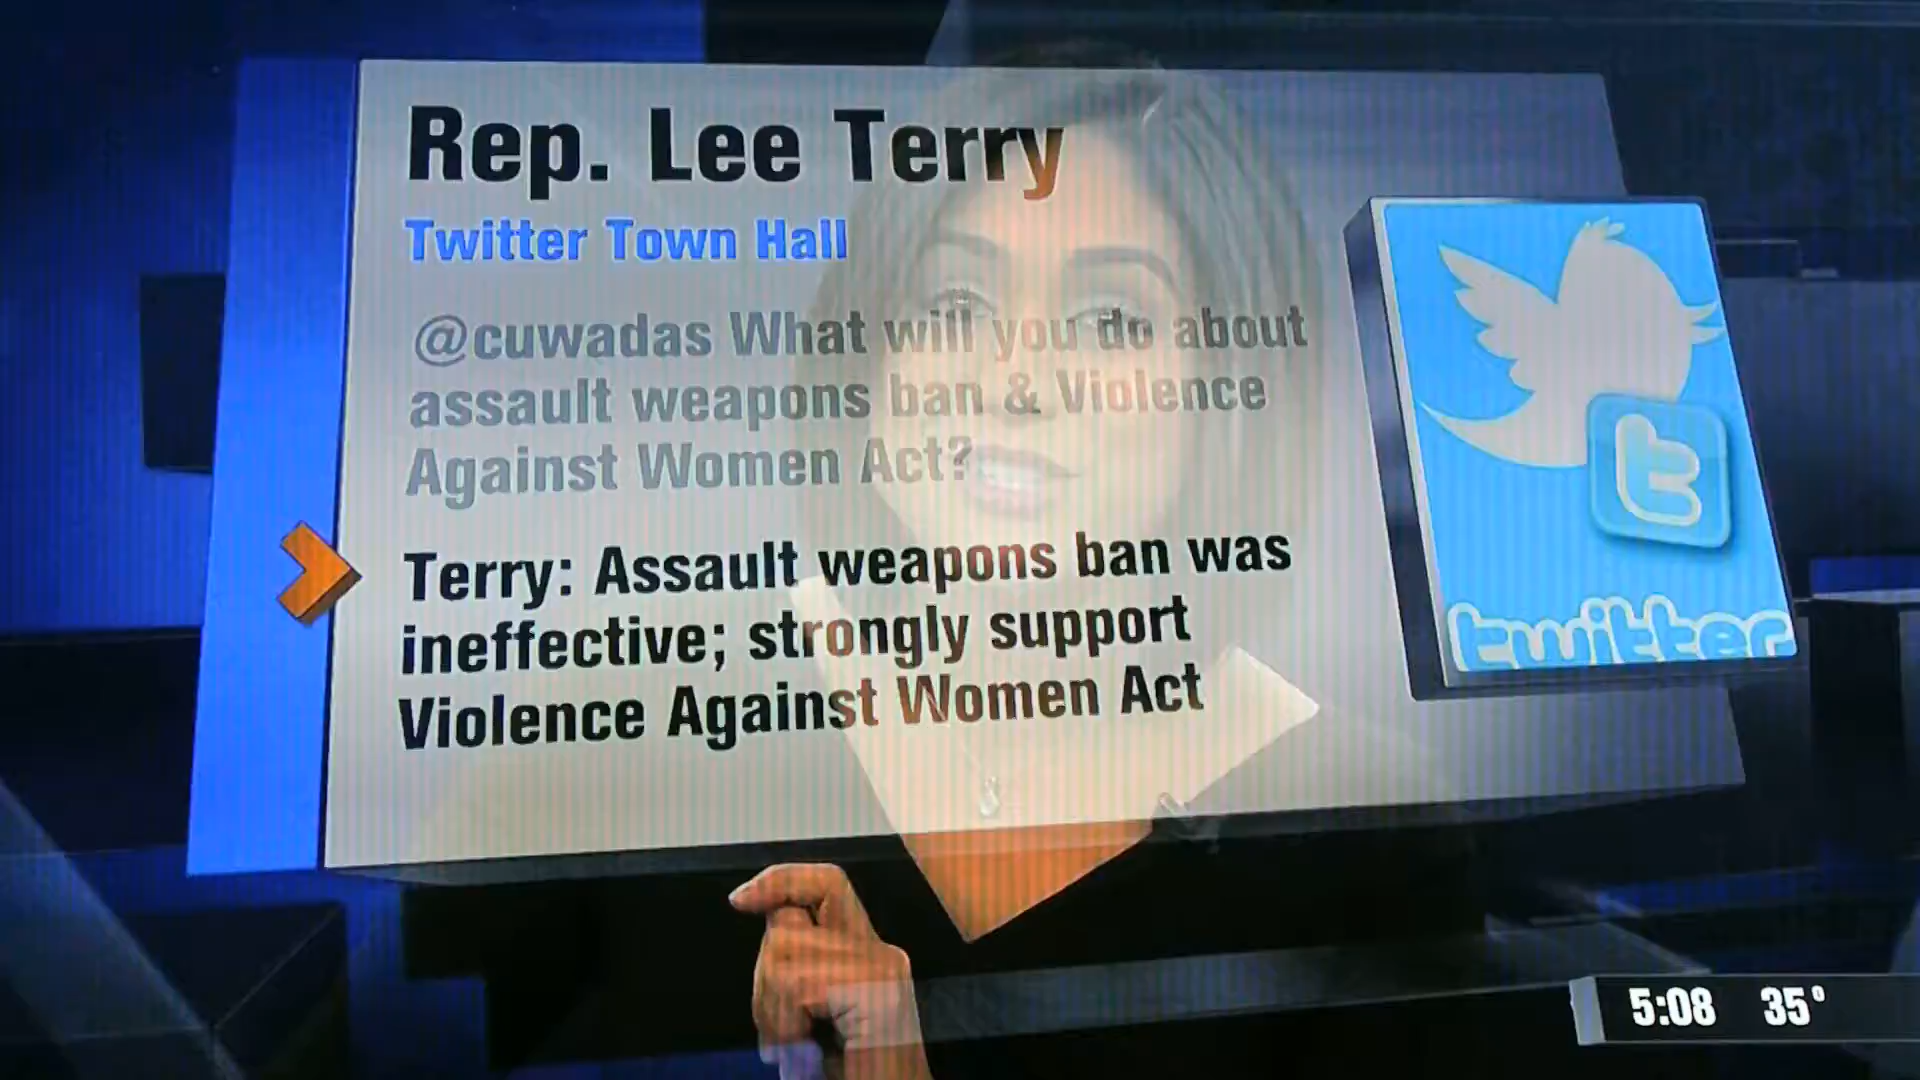 Rep. Lee Terry
Twitter Town Hall
@cuwadas What will you do about
assault weapons ban & Violence
Against Women Act?
Terry: Assault weapons ban was
ineffective; strongly support
Violence Against Women Act
t
twitter
5:08 35°